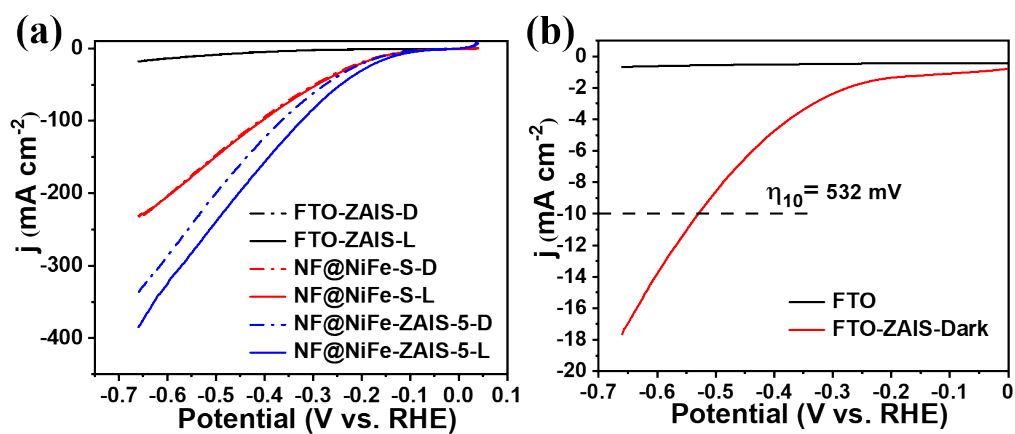 (a)
0
-100
-200
-300
-400
j (mA cm-2)
FTO-ZAIS-D
FTO-ZAIS-L
NF@NiFe-S-D
NF@NiFe-S-L
NF@NiFe-ZAIS-5-D
NF@NiFe-ZAIS-5-L
-0.7 -0.6 -0.5 -0.4 -0.3 -0.2 -0.1 0.0 0.1
Potential (V vs. RHE)
(b)
0
-2
-4
-6
-8
-10
-12
-14
-16
-18
-20
j (mA cm-2)
η10= 532 mV
FTO
FTO-ZAIS-Dark
-0.7 -0.6 -0.5 -0.4 -0.3 -0.2 -0.1 0
Potential (V vs. RHE)